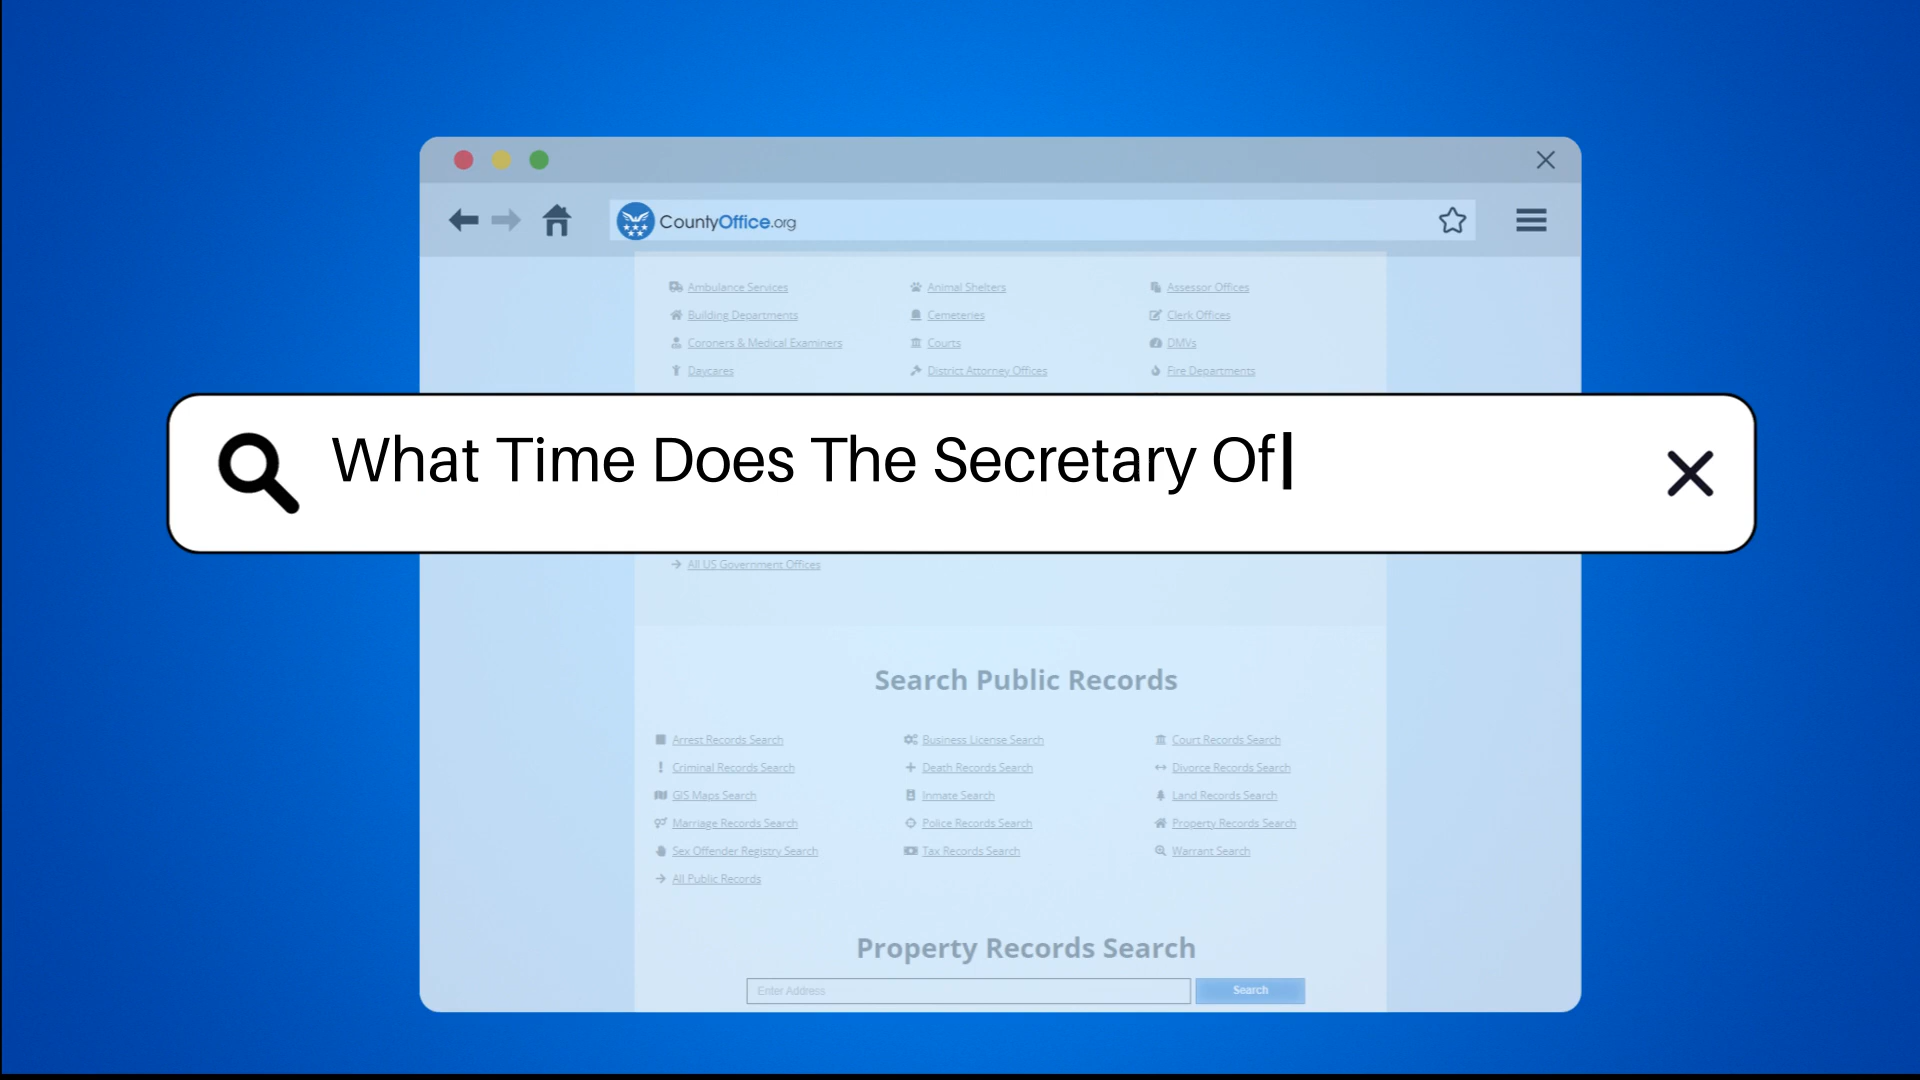 CountyOffice.org
Ambulance Services Animal Shelters Assessor Offices
Building Departments Cemeteries Clerk Offices
Coroners & Medical Examiners Courts DMVs
Daycares District Attorney Offices Fire Departments
What Time Does The Secretary Of
All US Government Offices
Search Public Records
Arrest Records Search Business License Search Court Records Search
Criminal Records Search Death Records Search Divorce Records Search
GIS Maps Search Inmate Search Land Records Search
Marriage Records Search Police Records Search Property Records Search
Sex Offender Registry Search Tax Records Search Warrant Search
All Public Records
Property Records Search
Enter Address Search